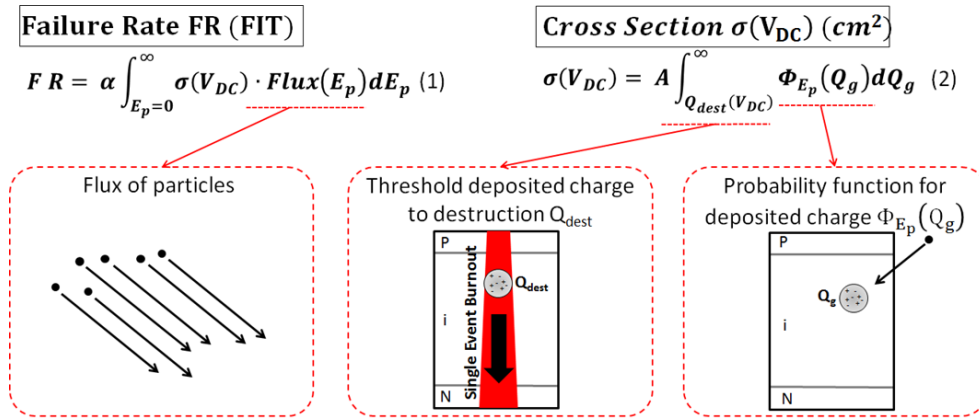 Failure Rate FR (FIT)
Cross Section σ(V_DC) (cm²)
F R = α ∫_{E_p=0}^{∞} σ(V_DC) · Flux(E_p)dE_p (1)
σ(V_DC) = A ∫_{Q_dest(V_DC)}^{∞} Φ_{E_p}(Q_g)dQ_g (2)
Flux of particles
Threshold deposited charge
to destruction Q_dest
P
Q_dest
i
Single Event Burnout
N
Probability function for
deposited charge Φ_{E_p}(Q_g)
P
Q_g
i
N